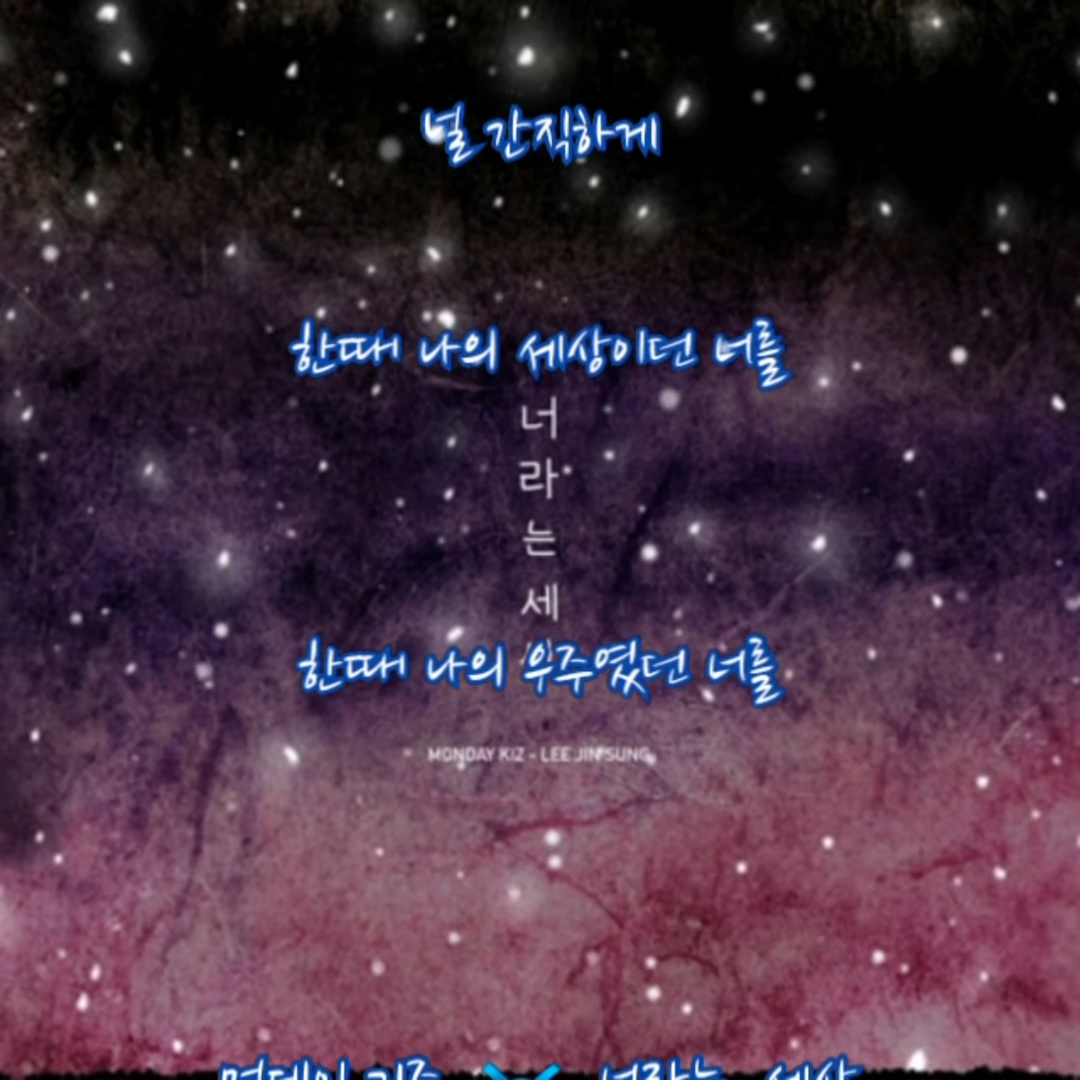 널 간직하게
한때 나의 세상이던 너를
너
라
는
세
한때 나의 우주였던 너를
MONDAY KIZ - LEE JIN SUNG
먼데이 키즈
너라는 세상